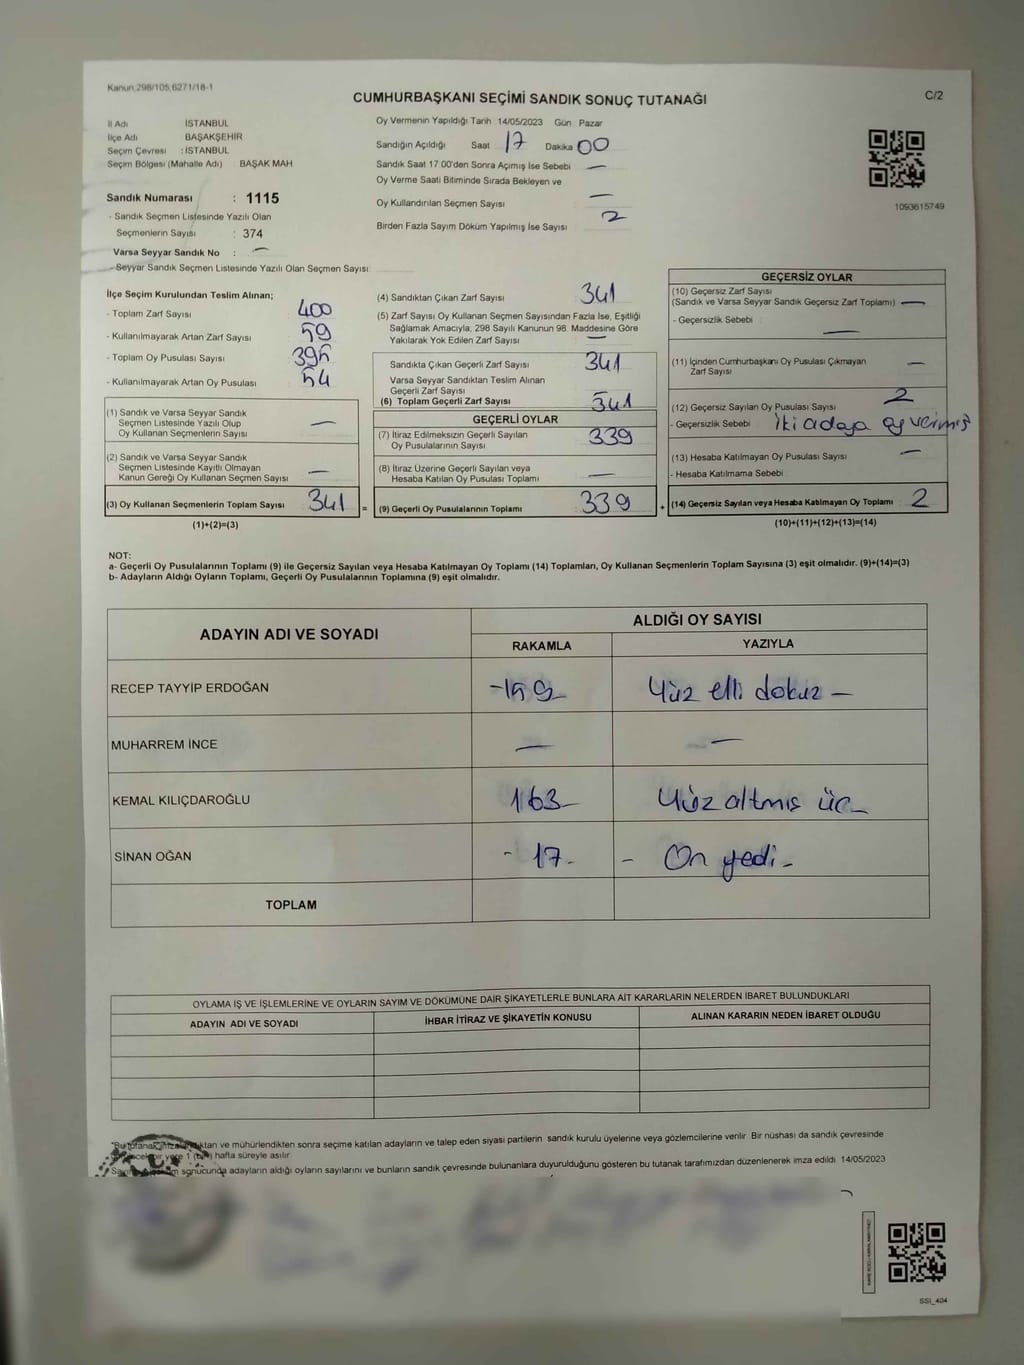 Kanun 298/105,6271/18-1
CUMHURBAŞKANI SEÇİMİ SANDIK SONUÇ TUTANAĞI
C/2
İl Adı İSTANBUL
İlçe Adı BAŞAKŞEHİR
Seçim Çevresi : İSTANBUL
Seçim Bölgesi (Mahalle Adı) BAŞAK MAH
Sandık Numarası : 1115
- Sandık Seçmen Listesinde Yazılı Olan
Seçmenlerin Sayısı : 374
Varsa Seyyar Sandık No : —
- Seyyar Sandık Seçmen Listesinde Yazılı Olan Seçmen Sayısı
Oy Vermenin Yapıldığı Tarih 14/05/2023 Gün Pazar
Sandığın Açıldığı Saat 17 Dakika 00
Sandık Saat 17 00'den Sonra Açımış İse Sebebi —
Oy Verme Saati Bitiminde Sırada Bekleyen ve
Oy Kullandırılan Seçmen Sayısı —
Birden Fazla Sayım Döküm Yapılmış İse Sayısı 2
1093615749
İlçe Seçim Kurulundan Teslim Alınan;
- Toplam Zarf Sayısı 400
- Kullanılmayarak Artan Zarf Sayısı 59
- Toplam Oy Pusulası Sayısı 395
- Kullanılmayarak Artan Oy Pusulası 54
(1) Sandık ve Varsa Seyyar Sandık
Seçmen Listesinde Yazılı Olup
Oy Kullanan Seçmenlerin Sayısı —
(2) Sandık ve Varsa Seyyar Sandık
Seçmen Listesinde Kayıtlı Olmayan
Kanun Gereği Oy Kullanan Seçmen Sayısı —
(3) Oy Kullanan Seçmenlerin Toplam Sayısı 341 =
(1)+(2)=(3)
(4) Sandıktan Çıkan Zarf Sayısı 341
(5) Zarf Sayısı Oy Kullanan Seçmen Sayısından Fazla İse, Eşitliği
Sağlamak Amacıyla, 298 Sayılı Kanunun 98. Maddesine Göre
Yakılarak Yok Edilen Zarf Sayısı —
Sandıkta Çıkan Geçerli Zarf Sayısı 341
Varsa Seyyar Sandıktan Teslim Alınan
Geçerli Zarf Sayısı
(6) Toplam Geçerli Zarf Sayısı 341
GEÇERLİ OYLAR
(7) İtiraz Edilmeksizin Geçerli Sayılan
Oy Pusulalarının Sayısı 339
(8) İtiraz Üzerine Geçerli Sayılan veya
Hesaba Katılan Oy Pusulası Toplamı —
(9) Geçerli Oy Pusulalarının Toplamı 339 +
GEÇERSİZ OYLAR
(10) Geçersiz Zarf Sayısı
(Sandık ve Varsa Seyyar Sandık Geçersiz Zarf Toplamı) —
- Geçersizlik Sebebi —
(11) İçinden Cumhurbaşkanı Oy Pusulası Çıkmayan
Zarf Sayısı —
(12) Geçersiz Sayılan Oy Pusulası Sayısı 2
- Geçersizlik Sebebi iki adaya oy vermiş
(13) Hesaba Katılmayan Oy Pusulası Sayısı —
- Hesaba Katılmama Sebebi
(14) Geçersiz Sayılan veya Hesaba Katılmayan Oy Toplamı 2
(10)+(11)+(12)+(13)=(14)
NOT:
a- Geçerli Oy Pusulalarının Toplamı (9) ile Geçersiz Sayılan veya Hesaba Katılmayan Oy Toplamı (14) Toplamları, Oy Kullanan Seçmenlerin Toplam Sayısına (3) eşit olmalıdır. (9)+(14)=(3)
b- Adayların Aldığı Oyların Toplamı, Geçerli Oy Pusulalarının Toplamına (9) eşit olmalıdır.
ADAYIN ADI VE SOYADI ALDIĞI OY SAYISI
RAKAMLA YAZIYLA
RECEP TAYYİP ERDOĞAN -159- Yüz elli dokuz —
MUHARREM İNCE — —
KEMAL KILIÇDAROĞLU 163- Yüz altmış üç -
SİNAN OĞAN - 17 - - On yedi -
TOPLAM
OYLAMA İŞ VE İŞLEMLERİNE VE OYLARIN SAYIM VE DÖKÜMÜNE DAİR ŞİKAYETLERLE BUNLARA AİT KARARLARIN NELERDEN İBARET BULUNDUKLARI
ADAYIN ADI VE SOYADI İHBAR İTİRAZ VE ŞİKAYETİN KONUSU ALINAN KARARIN NEDEN İBARET OLDUĞU
ve mühürlendikten sonra seçime katılan adayların ve talep eden siyasi partilerin sandık kurulu üyelerine veya gözlemcilerine verilir Bir nüshası da sandık çevresinde
yere 1 hafta süreyle asılır
sonucunda adayların aldığı oyların sayılarını ve bunların sandık çevresinde bulunanlara duyurulduğunu gösteren bu tutanak tarafımızdan düzenlenerek imza edildi 14/05/2023
SSI_404